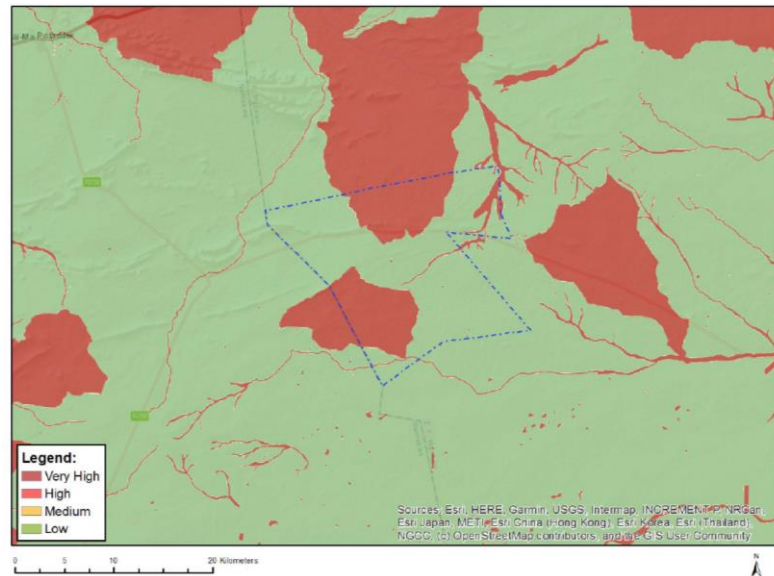 Legend:
Very High
High
Medium
Low
Sources: Esri, HERE, Garmin, USGS, Intermap, INCREMENT P, NRCan,
Esri Japan, METI, Esri China (Hong Kong), Esri Korea, Esri (Thailand),
NGCC, (c) OpenStreetMap contributors, and the GIS User Community
0 5 10 20 Kilometers
N